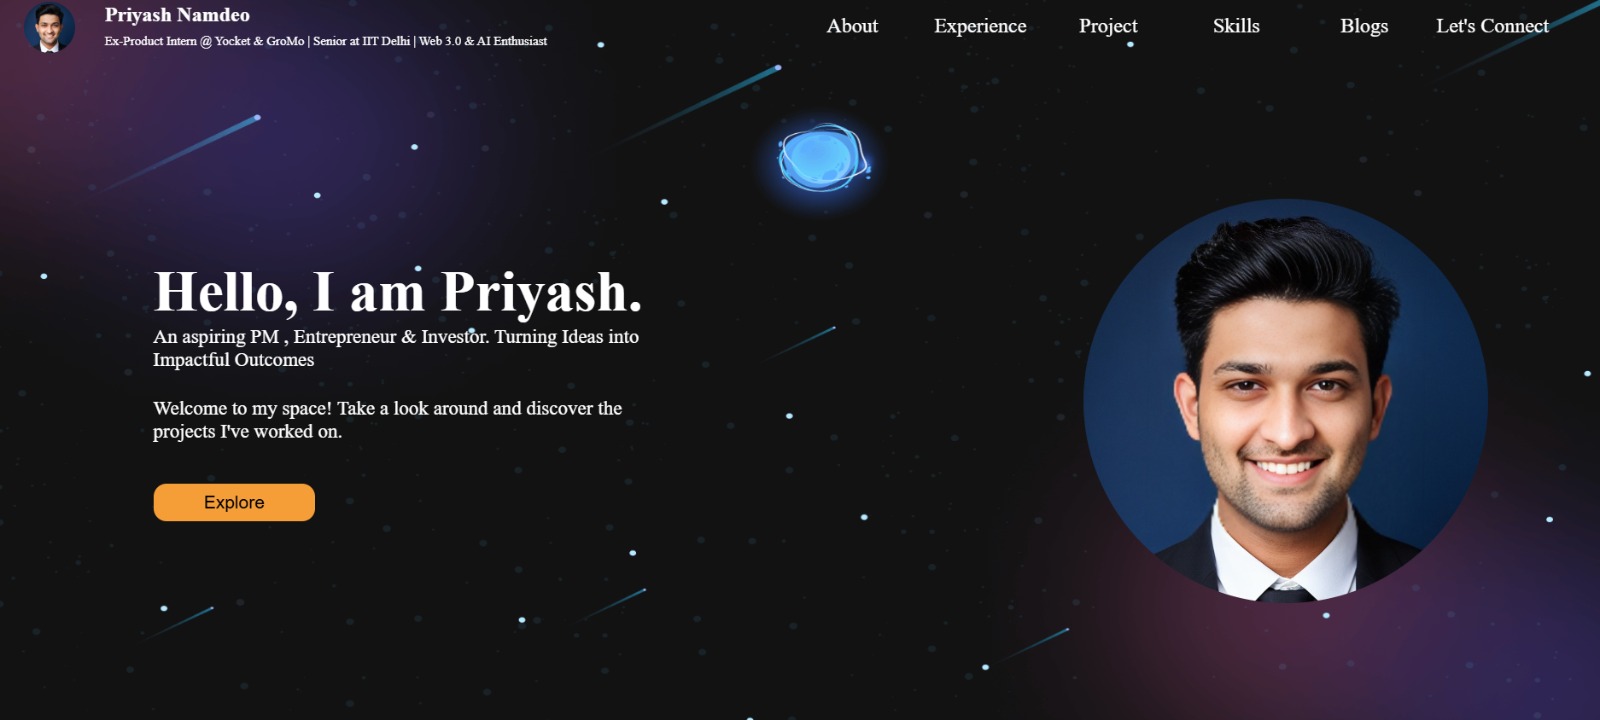 Priyash Namdeo
Ex-Product Intern @ Yocket & GroMo | Senior at IIT Delhi | Web 3.0 & AI Enthusiast
About
Experience
Project
Skills
Blogs
Let's Connect
Hello, I am Priyash.
An aspiring PM , Entrepreneur & Investor. Turning Ideas into
Impactful Outcomes
Welcome to my space! Take a look around and discover the
projects I've worked on.
Explore